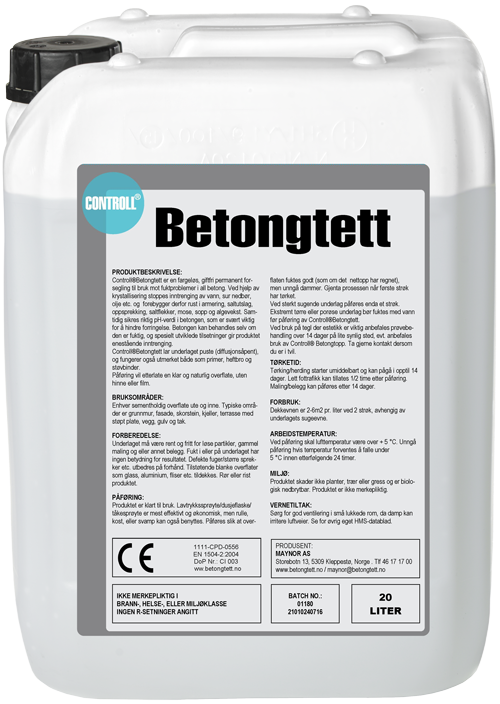 CONTROLL®
Betongtett
PRODUKTBESKRIVELSE:
Controll®Betongtett er en fargeløs, giftfri permanent for-
segling til bruk mot fuktproblemer i all betong. Ved hjelp av
krystallisering stoppes inntrenging av vann, sur nedbør,
olje etc. og forebygger derfor rust i armering, saltutslag,
oppsprekking, saltflekker, mose, sopp og algevekst. Sam-
tidig sikres riktig pH-verdi i betongen, som er svært viktig
for å hindre forringelse. Betongen kan behandles selv om
den er fuktig, og spesielt utviklede tilsetninger gir produktet
enestående inntrenging.
Controll®Betongtett lar underlaget puste (diffusjonsåpent),
og fungerer også utmerket både som primer, heftbro og
støvbinder.
Påføring vil etterlate en klar og naturlig overflate, uten
hinne eller film.
BRUKSOMRÅDER:
Enhver sementholdig overflate ute og inne. Typiske områ-
der er grunnmur, fasade, skorstein, kjeller, terrasse med
støpt plate, vegg, gulv og tak.
FORBEREDELSE:
Underlaget må være rent og fritt for løse partikler, gammel
maling og eller annet belegg. Fukt i eller på underlaget har
ingen betydning for resultatet. Defekte fuger/større sprek-
ker etc. utbedres på forhånd. Tilstøtende blanke overflater
som glass, aluminium, fliser etc. tildekkes. Rør eller rist
produktet.
PÅFØRING:
Produktet er klart til bruk. Lavtrykkssprøyte/dusjeflaske/
tåkesprøyte er mest effektivt og økonomisk, men rulle,
kost, eller svamp kan også benyttes. Påføres slik at over-
flaten fuktes godt (som om det nettopp har regnet),
men unngå dammer. Gjenta prosessen når første strøk
har tørket.
Ved sterkt sugende underlag påføres enda et strøk.
Ekstremt tørre eller porøse underlag bør fuktes med vann
før påføring av Controll®Betongtett.
Ved bruk på tegl der estetikk er viktig anbefales prøvebe-
handling over 14 dager på lite synlig sted, evt. anbefales
bruk av Controll® Betongtopp. Ta gjerne kontakt dersom
du er i tvil.
TØRKETID:
Tørking/herding starter umiddelbart og kan pågå i opptil 14
dager. Lett fottrafikk kan tillates 1/2 time etter påføring.
Maling/belegg kan påføres etter 14 dager.
FORBRUK:
Dekkevnen er 2-6m2 pr. liter ved 2 strøk, avhengig av
underlagets sugeevne.
ARBEIDSTEMPERATUR:
Ved påføring skal lufttemperatur være over + 5 °C. Unngå
påføring hvis temperatur forventes å falle under
5 °C innen etterfølgende 24 timer.
MILJØ:
Produktet skader ikke planter, trær eller gress og er biolo-
gisk nedbrytbar. Produktet er ikke merkepliktig.
VERNETILTAK:
Sørg for god ventilering i små lukkede rom, da damp kan
irritere luftveier. Se for øvrig eget HMS-datablad.
CE
1111-CPD-0556
EN 1504-2:2004
DoP Nr.: CI 003
ww.betongtett.no
PRODUSENT:
MAYNOR AS
Storebotn 13, 5309 Kleppestø, Norge . Tlf 46 17 17 00
www.betongtett.no / maynor@betongtett.no
IKKE MERKEPLIKTIG I
BRANN-, HELSE-, ELLER MILJØKLASSE
INGEN R-SETNINGER ANGITT
BATCH NO.:
01180
21010240716
20
LITER